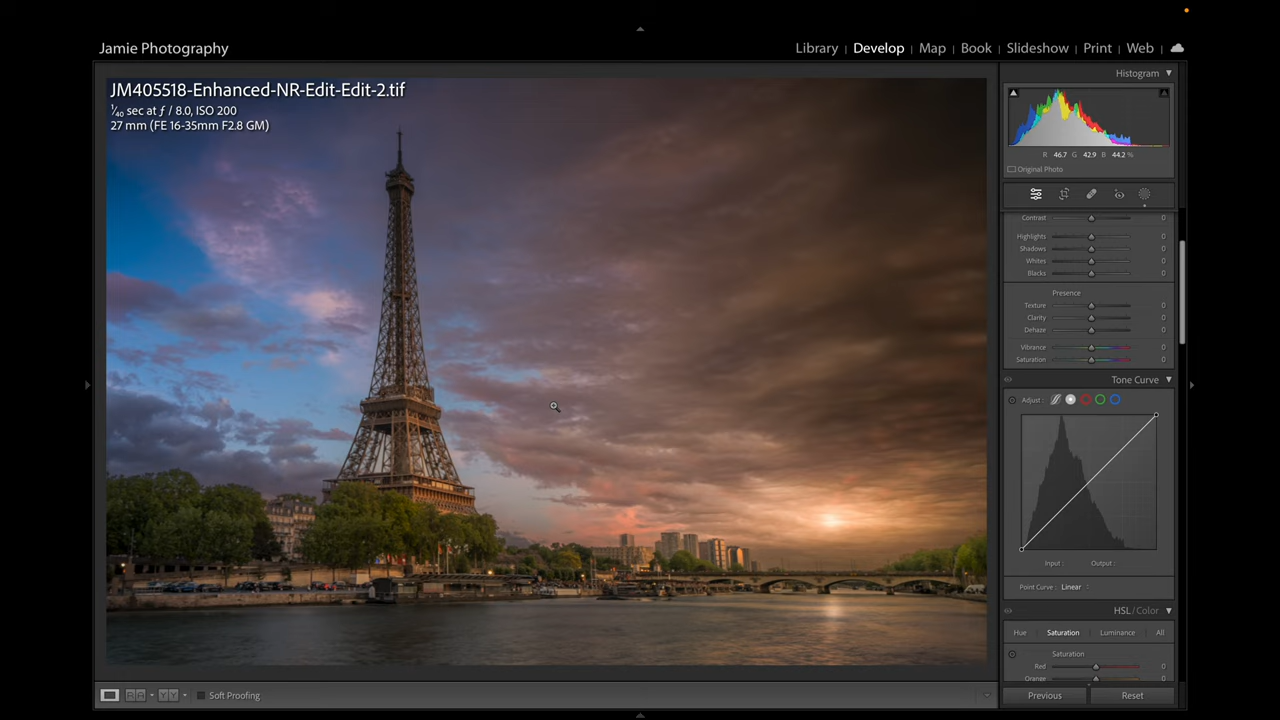 Jamie Photography
Library | Develop | Map | Book | Slideshow | Print | Web
JM405518-Enhanced-NR-Edit-Edit-2.tif
1/40 sec at ƒ / 8.0, ISO 200
27 mm (FE 16-35mm F2.8 GM)
Histogram
R 46.7 G 42.9 B 44.2 %
Original Photo
Contrast 0
Highlights 0
Shadows 0
Whites 0
Blacks 0
Presence
Texture 0
Clarity 0
Dehaze 0
Vibrance 0
Saturation 0
Tone Curve
Adjust :
Input : Output :
Point Curve : Linear
HSL / Color
Hue Saturation Luminance All
Saturation
Red 0
Orange 0
Previous Reset
R A Y Y Soft Proofing